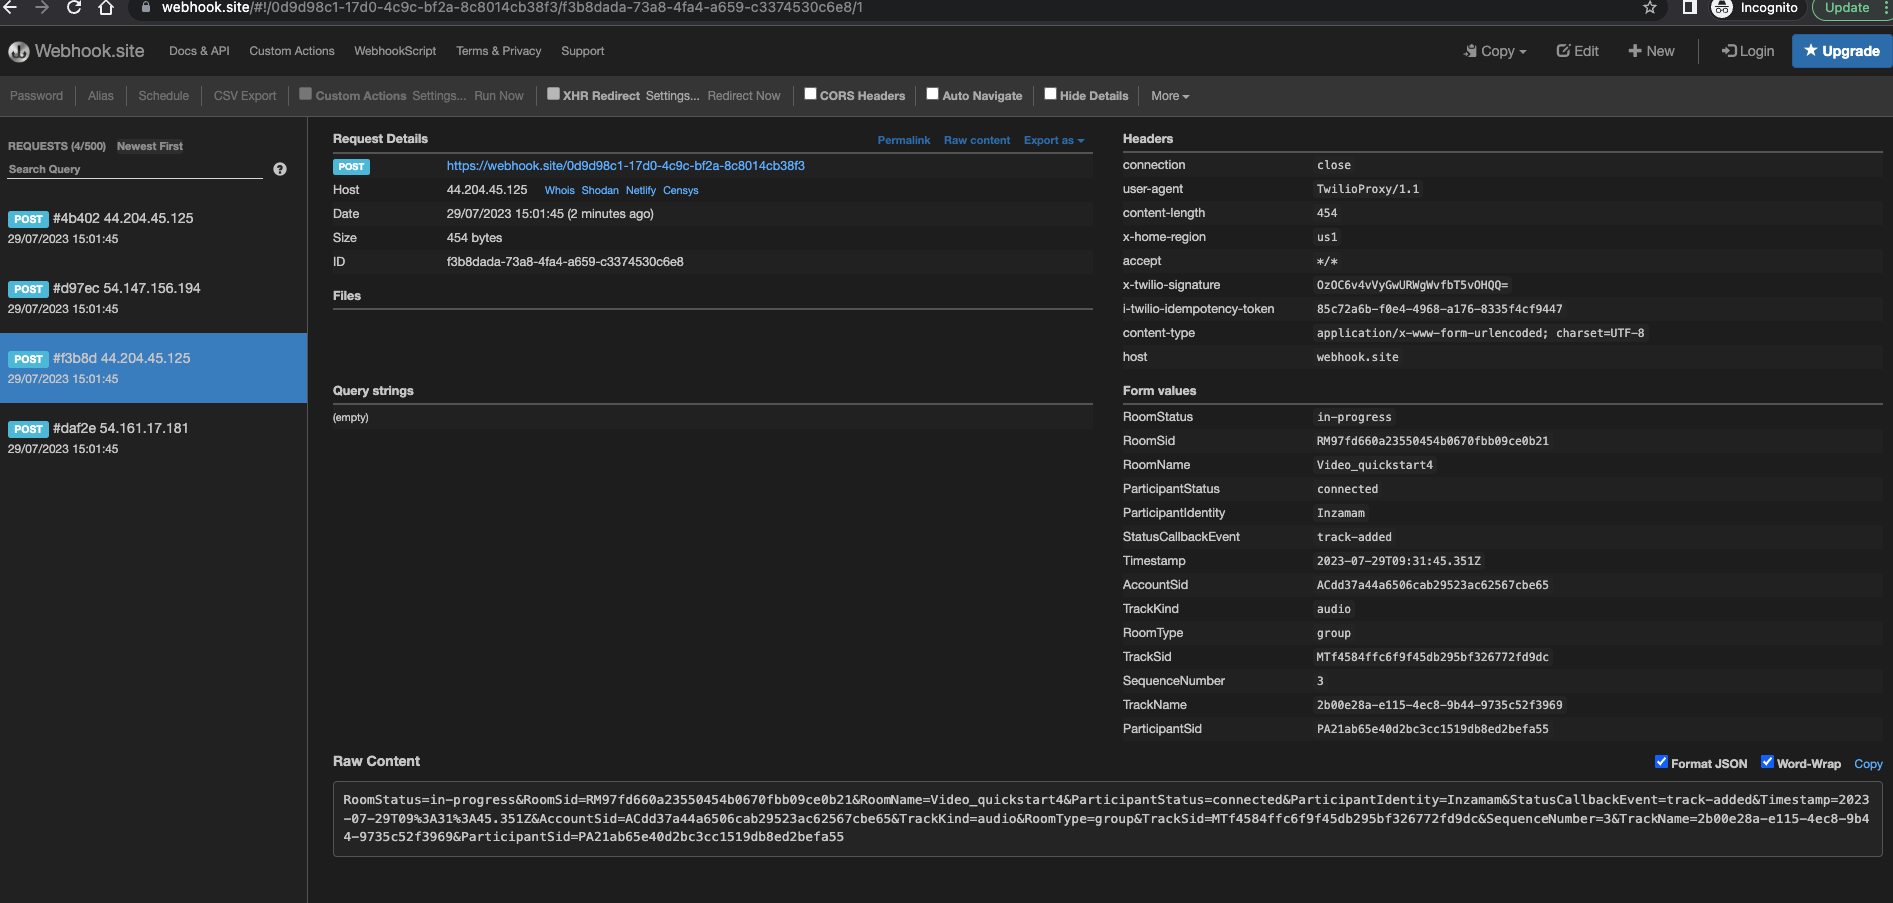 webhook.site/#!/0d9d98c1-17d0-4c9c-bf2a-8c8014cb38f3/f3b8dada-73a8-4fa4-a659-c3374530c6e8/1
Incognito
Update
Webhook.site
Docs & API
Custom Actions
WebhookScript
Terms & Privacy
Support
Copy
Edit
New
Login
Upgrade
Password
Alias
Schedule
CSV Export
Custom Actions Settings... Run Now
XHR Redirect Settings... Redirect Now
CORS Headers
Auto Navigate
Hide Details
More
REQUESTS (4/500) Newest First
Search Query
POST #4b402 44.204.45.125
29/07/2023 15:01:45
POST #d97ec 54.147.156.194
29/07/2023 15:01:45
POST #f3b8d 44.204.45.125
29/07/2023 15:01:45
POST #daf2e 54.161.17.181
29/07/2023 15:01:45
Request Details
Permalink Raw content Export as
POST https://webhook.site/0d9d98c1-17d0-4c9c-bf2a-8c8014cb38f3
Host 44.204.45.125 Whois Shodan Netlify Censys
Date 29/07/2023 15:01:45 (2 minutes ago)
Size 454 bytes
ID f3b8dada-73a8-4fa4-a659-c3374530c6e8
Files
Query strings
(empty)
Headers
connection close
user-agent TwilioProxy/1.1
content-length 454
x-home-region us1
accept */*
x-twilio-signature OzOC6v4vVyGwURWgWvfbT5vOHQQ=
i-twilio-idempotency-token 85c72a6b-f0e4-4968-a176-8335f4cf9447
content-type application/x-www-form-urlencoded; charset=UTF-8
host webhook.site
Form values
RoomStatus in-progress
RoomSid RM97fd660a23550454b0670fbb09ce0b21
RoomName Video_quickstart4
ParticipantStatus connected
ParticipantIdentity Inzamam
StatusCallbackEvent track-added
Timestamp 2023-07-29T09:31:45.351Z
AccountSid ACdd37a44a6506cab29523ac62567cbe65
TrackKind audio
RoomType group
TrackSid MTf4584ffc6f9f45db295bf326772fd9dc
SequenceNumber 3
TrackName 2b00e28a-e115-4ec8-9b44-9735c52f3969
ParticipantSid PA21ab65e40d2bc3cc1519db8ed2befa55
Raw Content
Format JSON Word-Wrap Copy
RoomStatus=in-progress&RoomSid=RM97fd660a23550454b0670fbb09ce0b21&RoomName=Video_quickstart4&ParticipantStatus=connected&ParticipantIdentity=Inzamam&StatusCallbackEvent=track-added&Timestamp=2023
-07-29T09%3A31%3A45.351Z&AccountSid=ACdd37a44a6506cab29523ac62567cbe65&TrackKind=audio&RoomType=group&TrackSid=MTf4584ffc6f9f45db295bf326772fd9dc&SequenceNumber=3&TrackName=2b00e28a-e115-4ec8-9b4
4-9735c52f3969&ParticipantSid=PA21ab65e40d2bc3cc1519db8ed2befa55